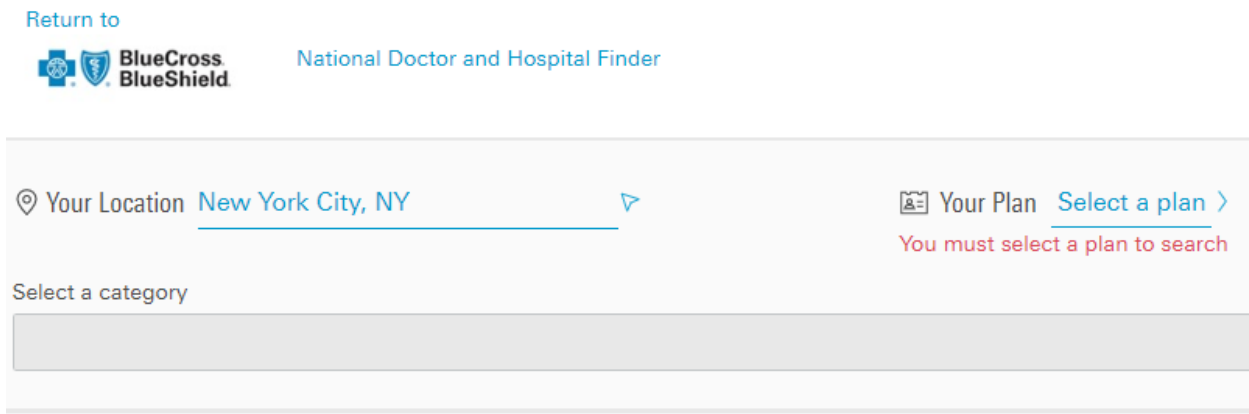 Return to
BlueCross
BlueShield
National Doctor and Hospital Finder
Your Location New York City, NY
Your Plan Select a plan
You must select a plan to search
Select a category